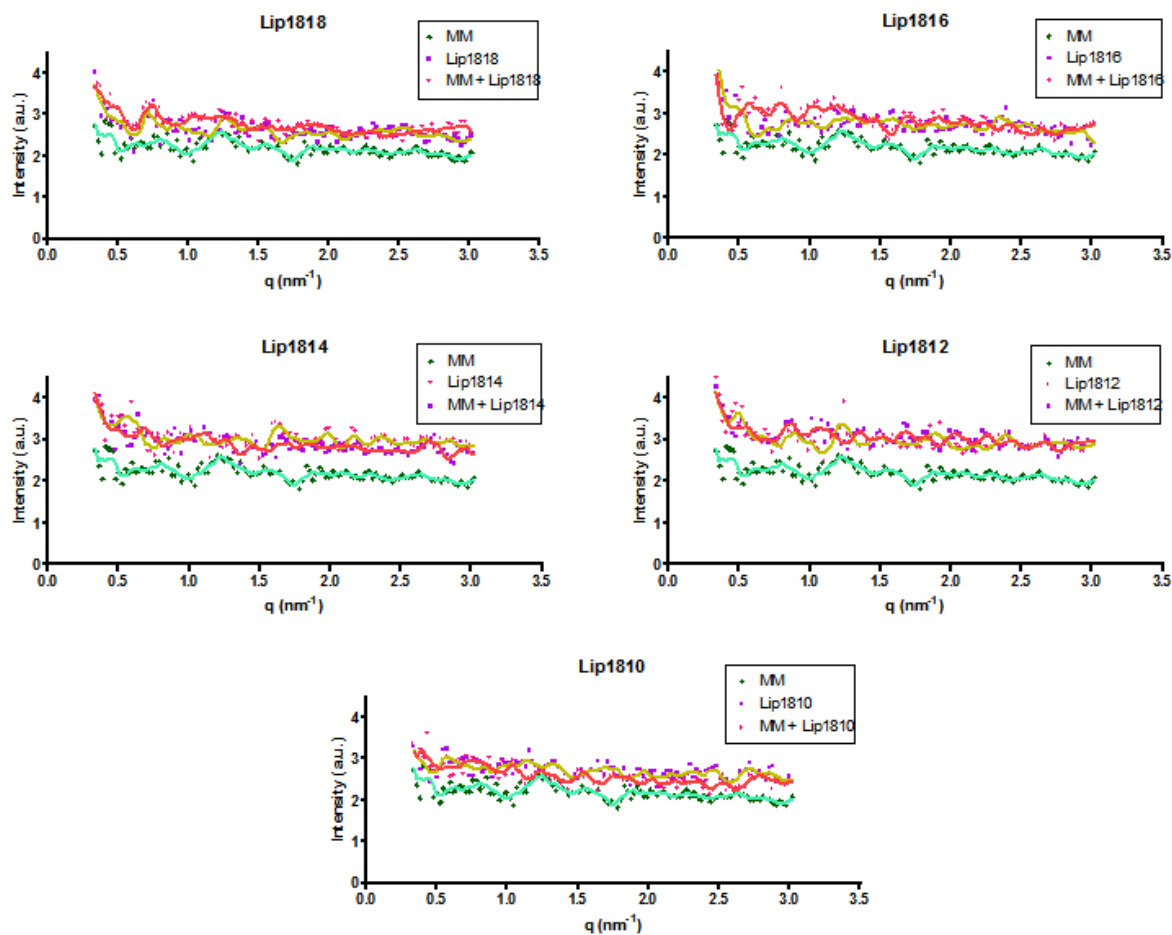 Lip1818
MM
Lip1818
MM + Lip1818
Intensity (a.u.)
4
3
2
1
0
0.0 0.5 1.0 1.5 2.0 2.5 3.0 3.5
q (nm⁻¹)
Lip1816
MM
Lip1816
MM + Lip1816
Intensity (a.u.)
4
3
2
1
0
0.0 0.5 1.0 1.5 2.0 2.5 3.0 3.5
q (nm⁻¹)
Lip1814
MM
Lip1814
MM + Lip1814
Intensity (a.u.)
4
3
2
1
0
0.0 0.5 1.0 1.5 2.0 2.5 3.0 3.5
q (nm⁻¹)
Lip1812
MM
Lip1812
MM + Lip1812
Intensity (a.u.)
4
3
2
1
0
0.0 0.5 1.0 1.5 2.0 2.5 3.0 3.5
q (nm⁻¹)
Lip1810
MM
Lip1810
MM + Lip1810
Intensity (a.u.)
4
3
2
1
0
0.0 0.5 1.0 1.5 2.0 2.5 3.0 3.5
q (nm⁻¹)